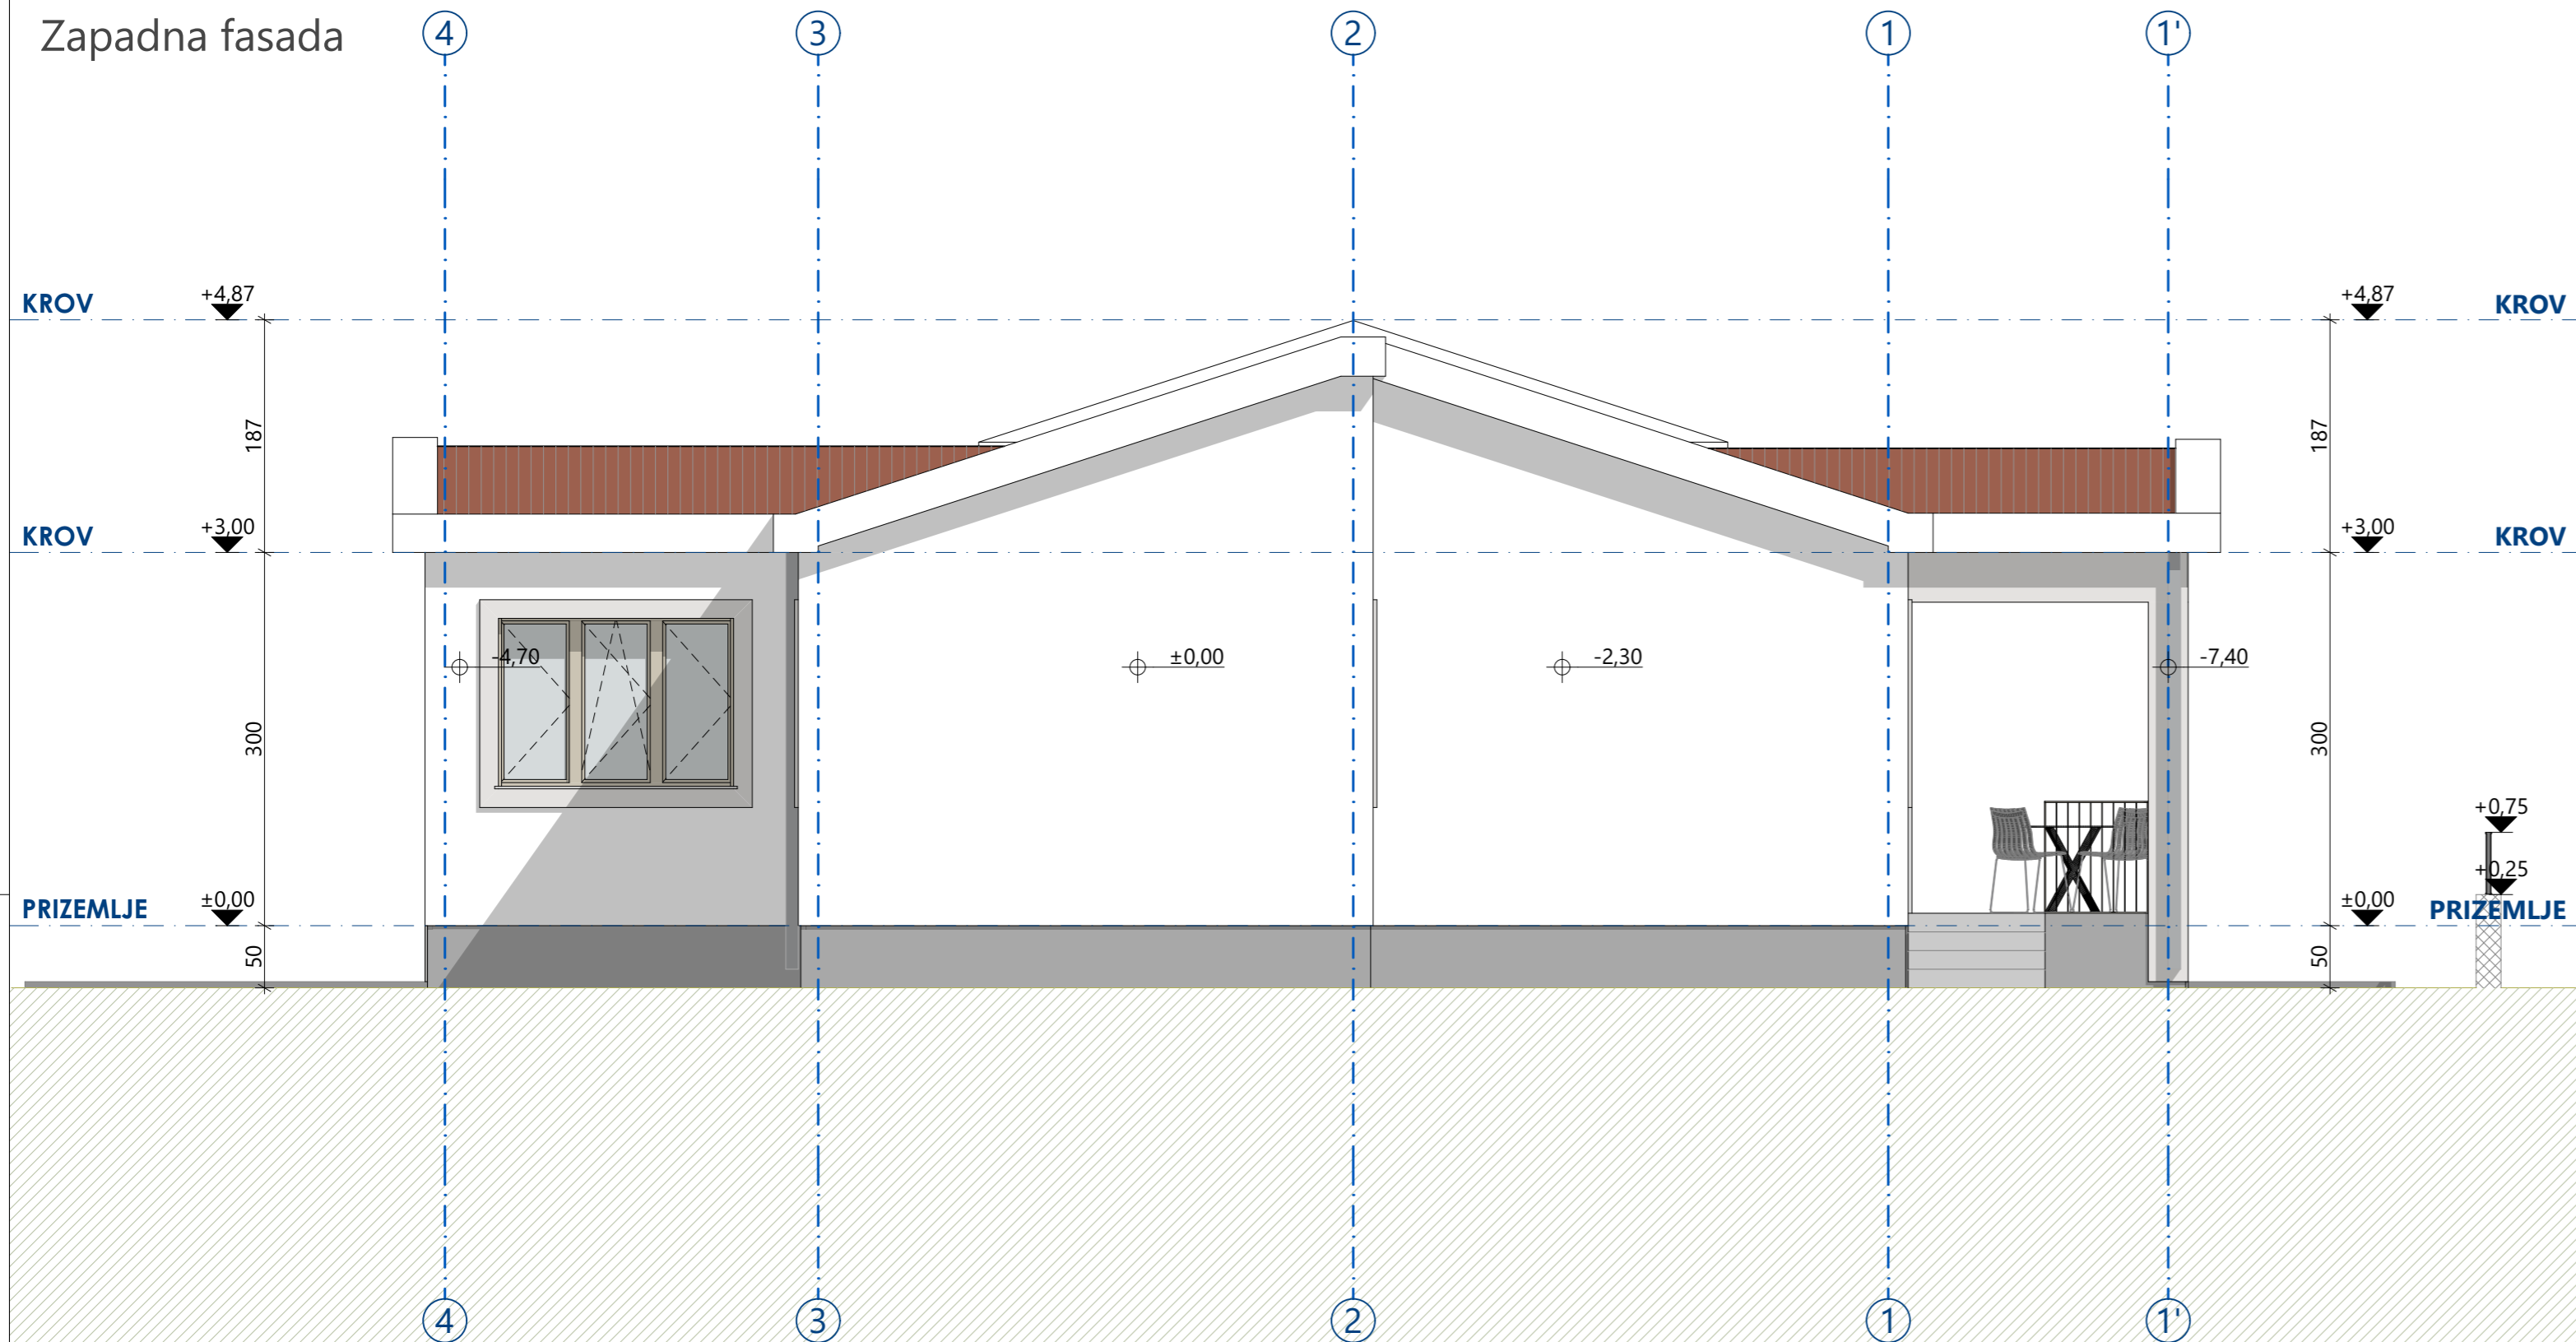 Zapadna fasada
4 3 2 1 1'
KROV +4,87 +4,87 KROV
187 187
KROV +3,00 +3,00 KROV
-4,70 ±0,00 -2,30 -7,40
300 300
+0,75
+0,25
PRIZEMLJE ±0,00 ±0,00 PRIZEMLJE
50 50
4 3 2 1 1'